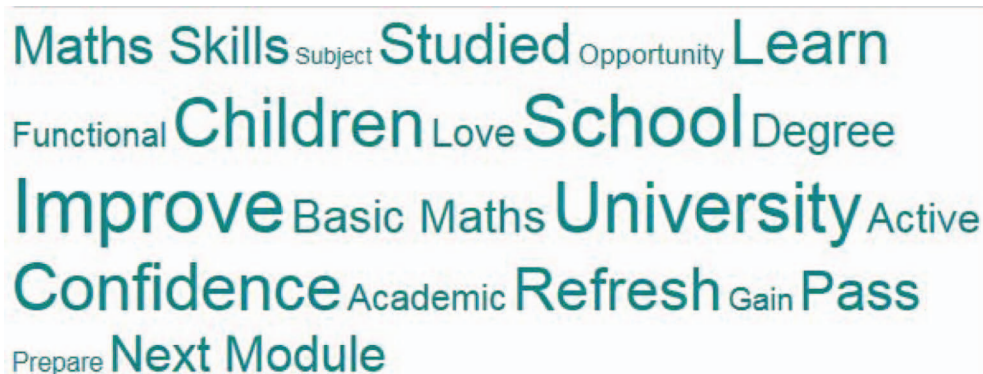 Maths Skills Subject Studied Opportunity Learn
Functional Children Love School Degree
Improve Basic Maths University Active
Confidence Academic Refresh Gain Pass
Prepare Next Module